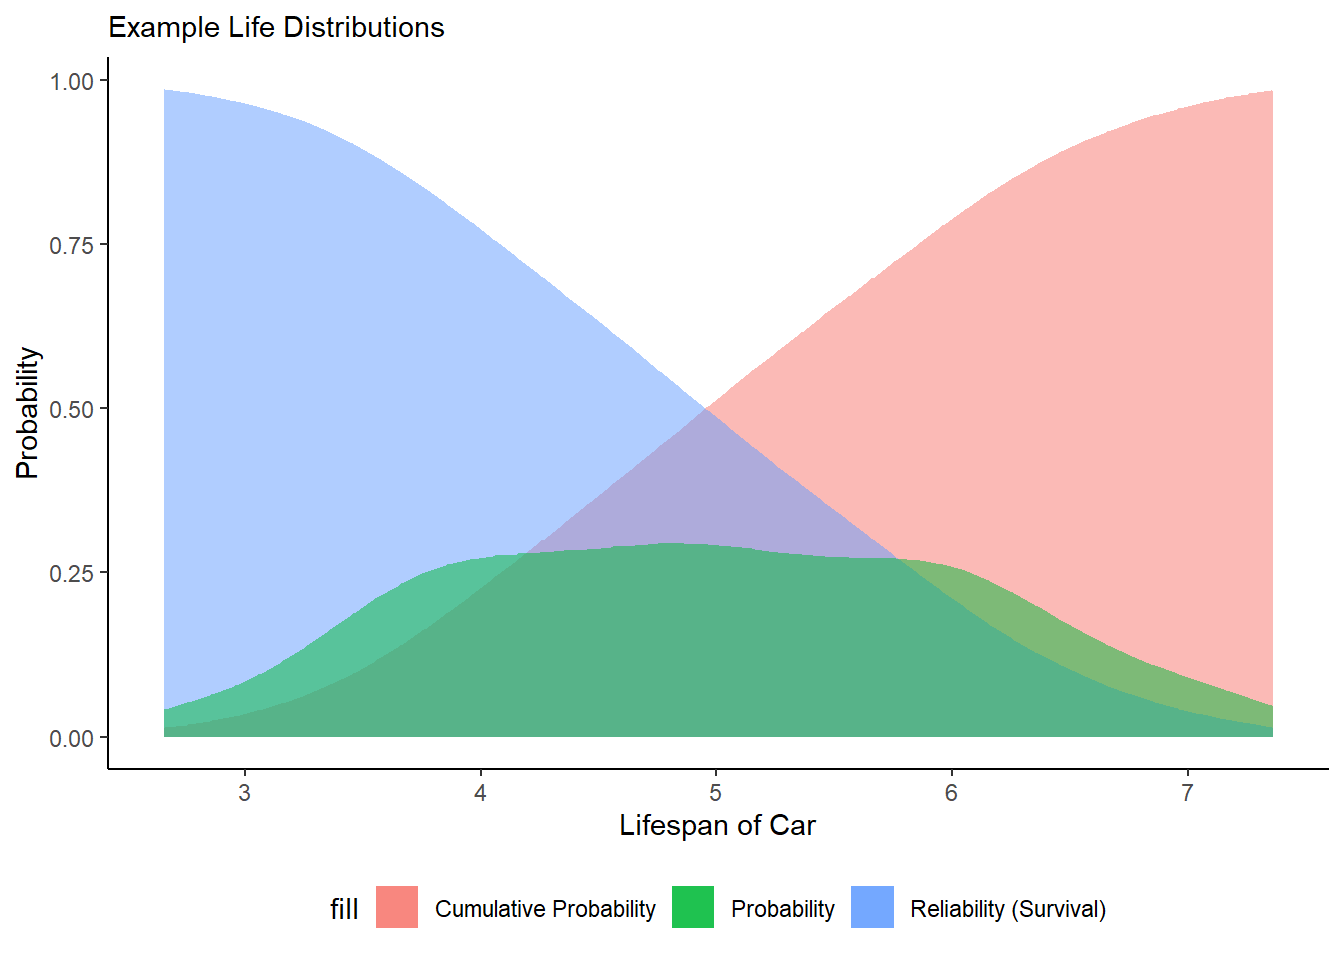 Example Life Distributions
1.00
0.75
0.50
0.25
0.00
Probability
3 4 5 6 7
Lifespan of Car
fill Cumulative Probability Probability Reliability (Survival)